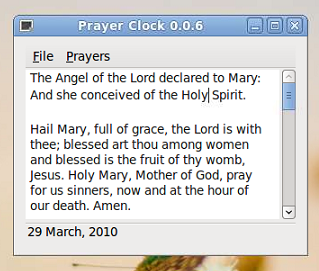 Prayer Clock 0.0.6
File Prayers
The Angel of the Lord declared to Mary:
And she conceived of the Holy Spirit.
Hail Mary, full of grace, the Lord is with
thee; blessed art thou among women
and blessed is the fruit of thy womb,
Jesus. Holy Mary, Mother of God, pray
for us sinners, now and at the hour of
our death. Amen.
29 March, 2010